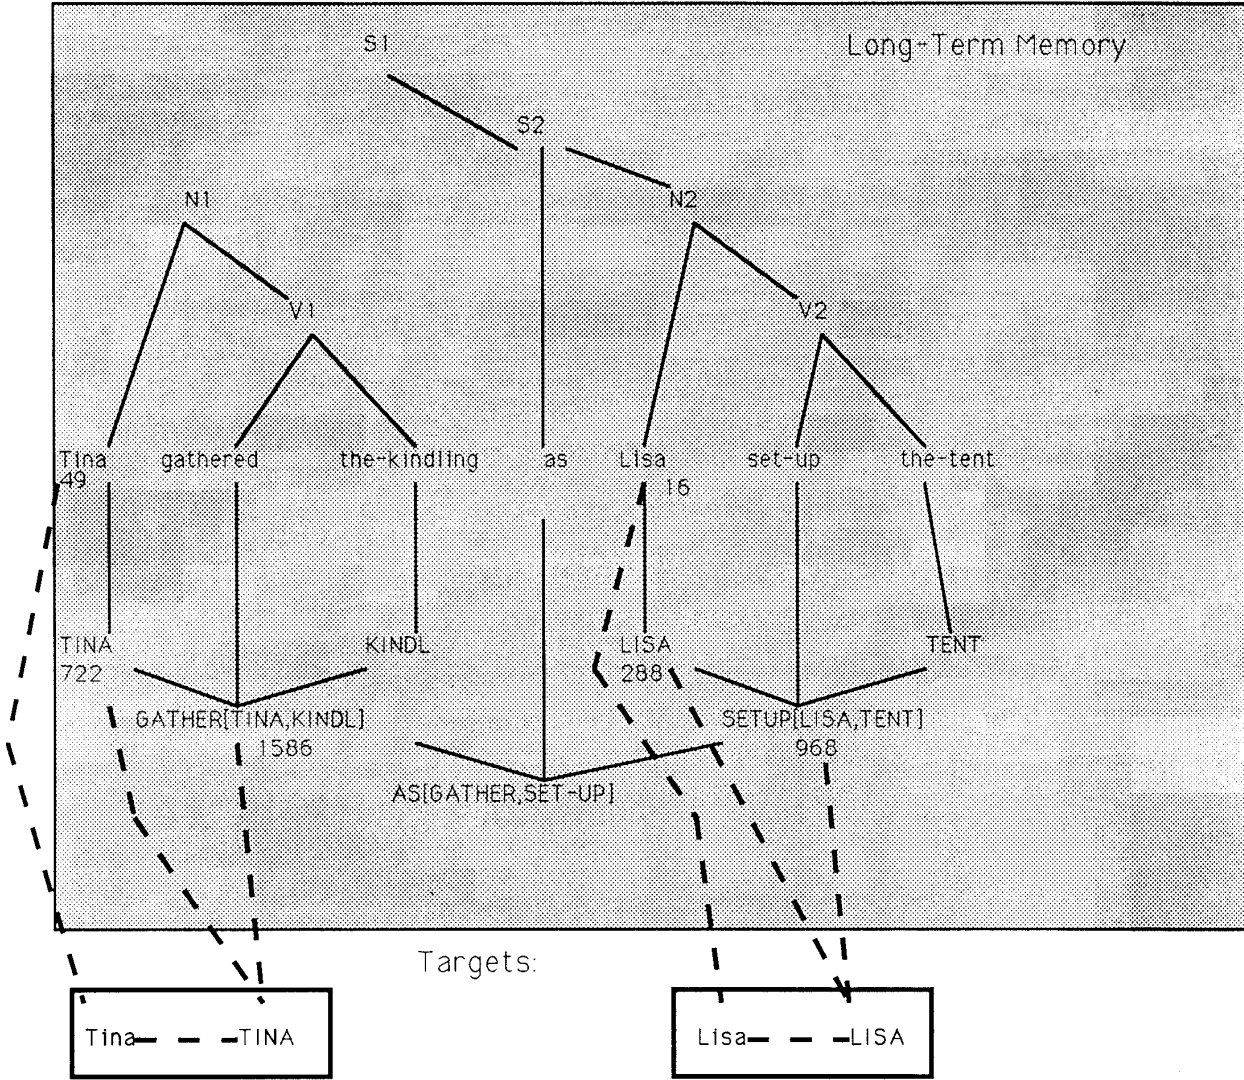 S1
Long-Term Memory
S2
N1
N2
V1
V2
Tina gathered the-kindling as Lisa set-up the-tent
49 16
TINA KINDL LISA TENT
722 288
GATHER[TINA,KINDL] SETUP[LISA,TENT]
1586 968
AS[GATHER,SET-UP]
Targets:
Tina TINA Lisa LISA